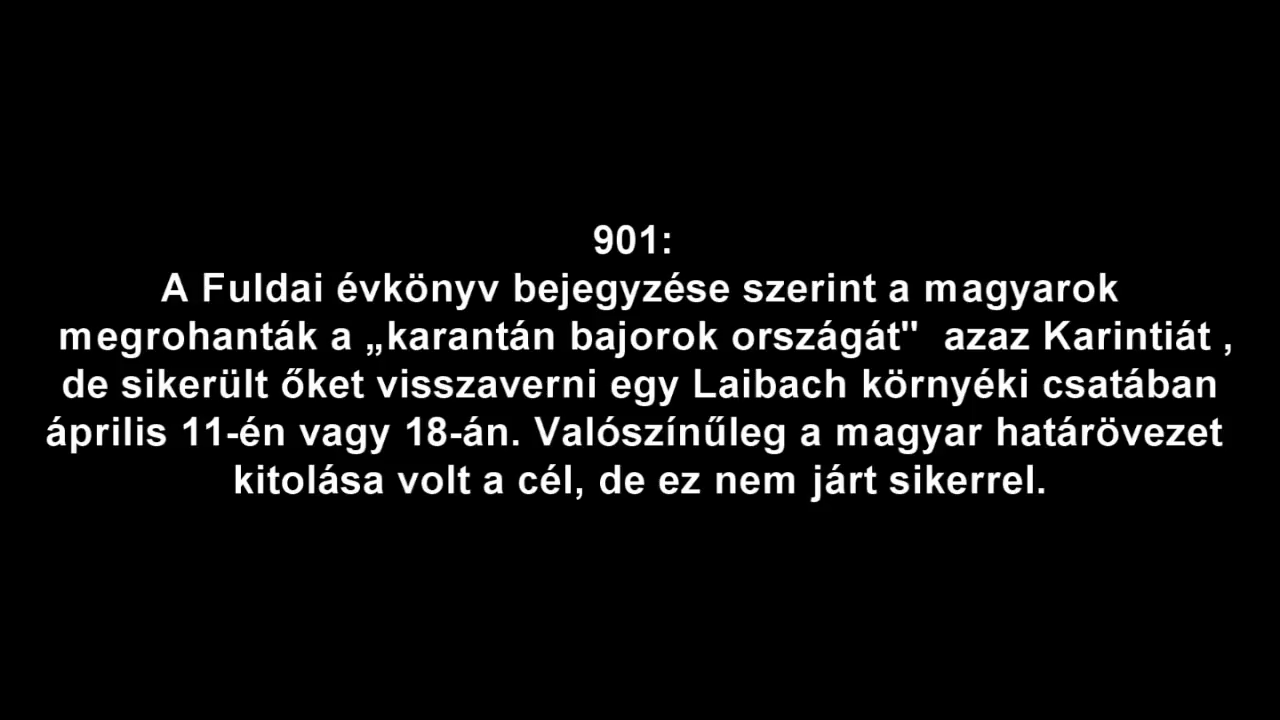 901:
A Fuldai évkönyv bejegyzése szerint a magyarok
megrohanták a „karantán bajorok országát" azaz Karintiát ,
de sikerült őket visszaverni egy Laibach környéki csatában
április 11-én vagy 18-án. Valószínűleg a magyar határövezet
kitolása volt a cél, de ez nem járt sikerrel.